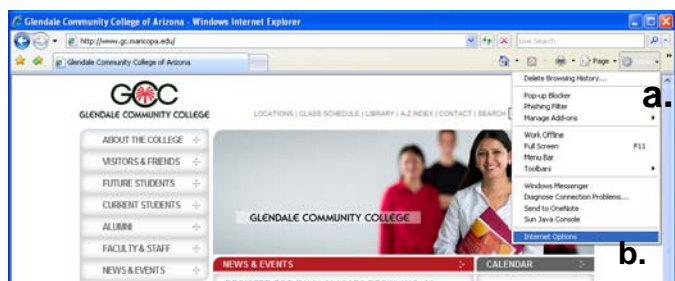 Glendale Community College of Arizona - Windows Internet Explorer
http://www.gc.maricopa.edu/
Live Search
Glendale Community College of Arizona
Page
Delete Browsing History...
a.
Pop-up Blocker
Phishing Filter
Manage Add-ons
Work Offline
Full Screen F11
Menu Bar
Toolbars
Windows Messenger
Diagnose Connection Problems...
Send to OneNote
Sun Java Console
Internet Options
b.
GCC
GLENDALE COMMUNITY COLLEGE
LOCATIONS | CLASS SCHEDULE | LIBRARY | A-Z INDEX | CONTACT | SEARCH
ABOUT THE COLLEGE
VISITORS & FRIENDS
FUTURE STUDENTS
CURRENT STUDENTS
ALUMNI
FACULTY & STAFF
NEWS & EVENTS
GLENDALE COMMUNITY COLLEGE
NEWS & EVENTS
CALENDAR